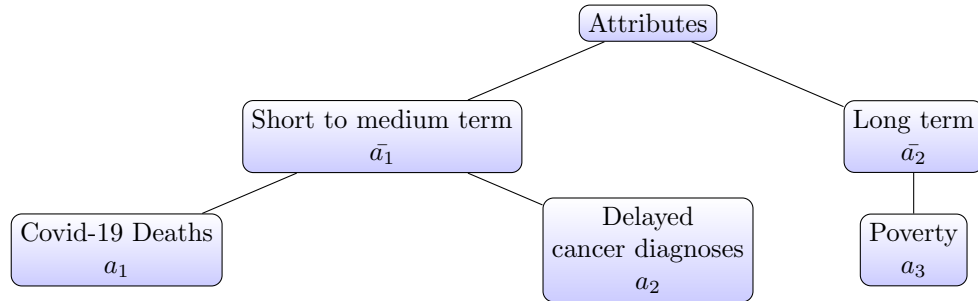 Attributes
Short to medium term
ā₁
Long term
ā₂
Covid-19 Deaths
a₁
Delayed
cancer diagnoses
a₂
Poverty
a₃